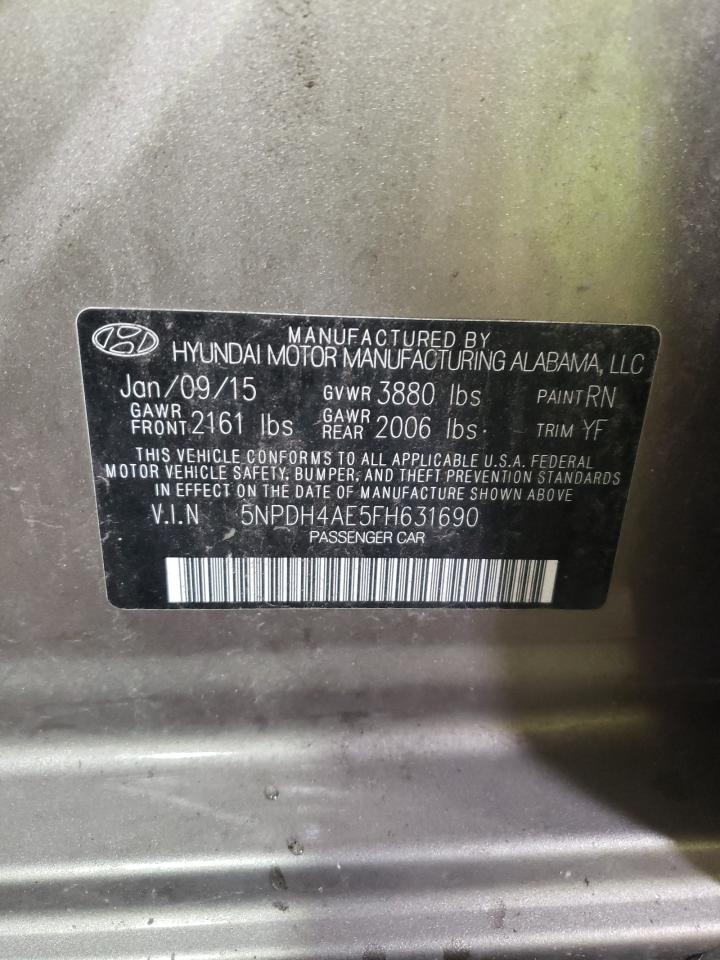 MANUFACTURED BY
HYUNDAI MOTOR MANUFACTURING ALABAMA, LLC
Jan/09/15 GVWR 3880 lbs PAINT RN
GAWR FRONT 2161 lbs GAWR REAR 2006 lbs. TRIM YF
THIS VEHICLE CONFORMS TO ALL APPLICABLE U.S.A. FEDERAL
MOTOR VEHICLE SAFETY, BUMPER, AND THEFT PREVENTION STANDARDS
IN EFFECT ON THE DATE OF MANUFACTURE SHOWN ABOVE
V.I.N 5NPDH4AE5FH631690
PASSENGER CAR